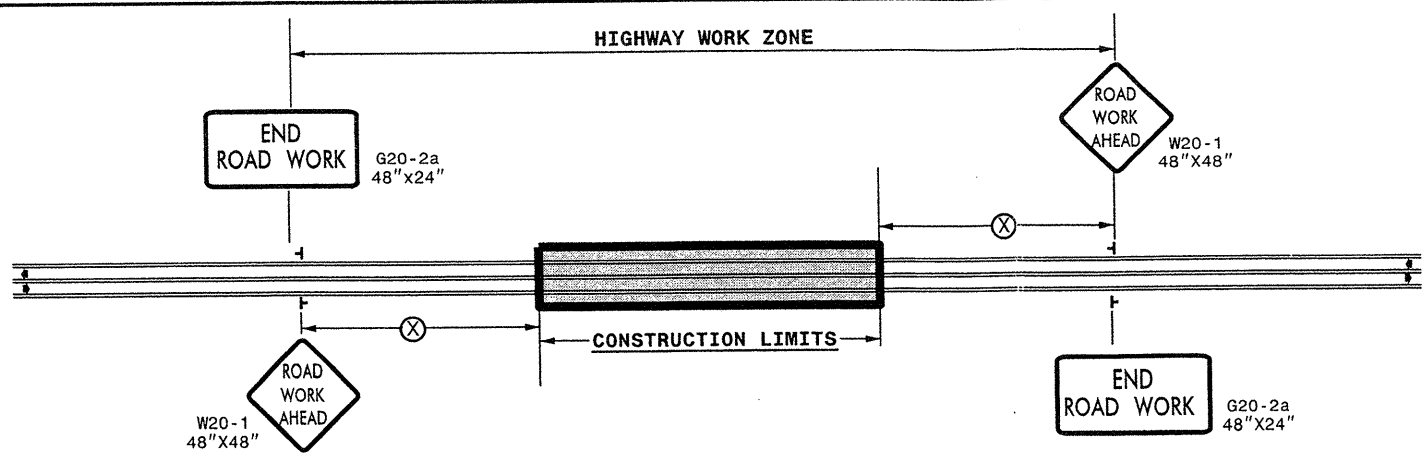 HIGHWAY WORK ZONE
END
ROAD WORK
G20-2a
48"x24"
ROAD
WORK
AHEAD
W20-1
48"X48"
X
X
CONSTRUCTION LIMITS
ROAD
WORK
AHEAD
W20-1
48"X48"
END
ROAD WORK
G20-2a
48"X24"